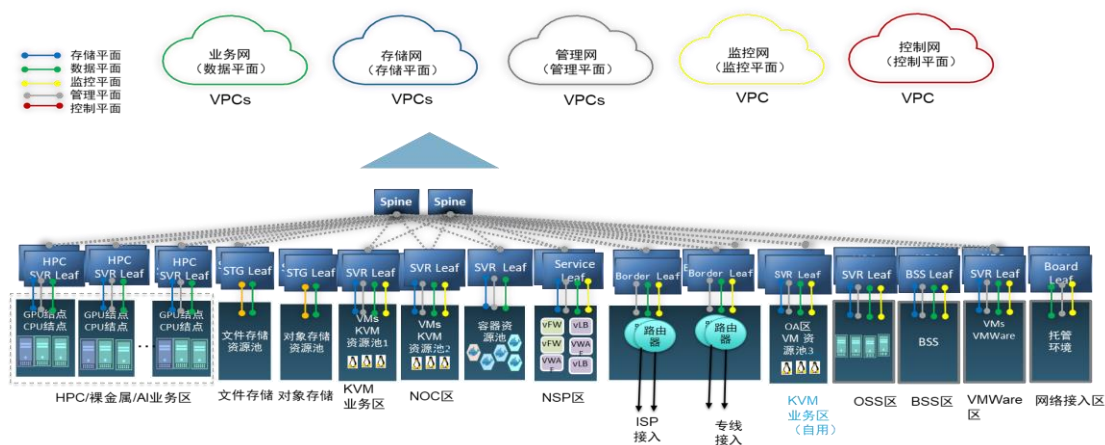 存储平面
数据平面
监控平面
管理平面
控制平面
业务网
（数据平面）
VPCs
存储网
（存储平面）
VPCs
管理网
（管理平面）
VPCs
监控网
（监控平面）
VPC
控制网
（控制平面）
VPC
Spine
Spine
HPC
SVR Leaf
HPC
SVR Leaf
HPC
SVR Leaf
STG Leaf
STG Leaf
SVR Leaf
SVR Leaf
SVR Leaf
Service
Leaf
Border Leaf
Border Leaf
SVR Leaf
SVR Leaf
BSS Leaf
SVR Leaf
Board
Leaf
GPU结点
CPU结点
GPU结点
CPU结点
...
GPU结点
CPU结点
文件存储
资源池
对象存储
资源池
VMs
KVM
资源池1
VMs
KVM
资源池2
容器资
源池
vFW
vLB
vFW
VWAF
VWAF
vLB
路由
器
路由
器
OA区
VM 资
源池3
BSS
VMs
VMWare
托管
环境
HPC/裸金属/AI业务区
文件存储
对象存储
KVM
业务区
NOC区
NSP区
ISP
接入
专线
接入
KVM
业务区
（自用）
OSS区
BSS区
VMWare
区
网络接入区